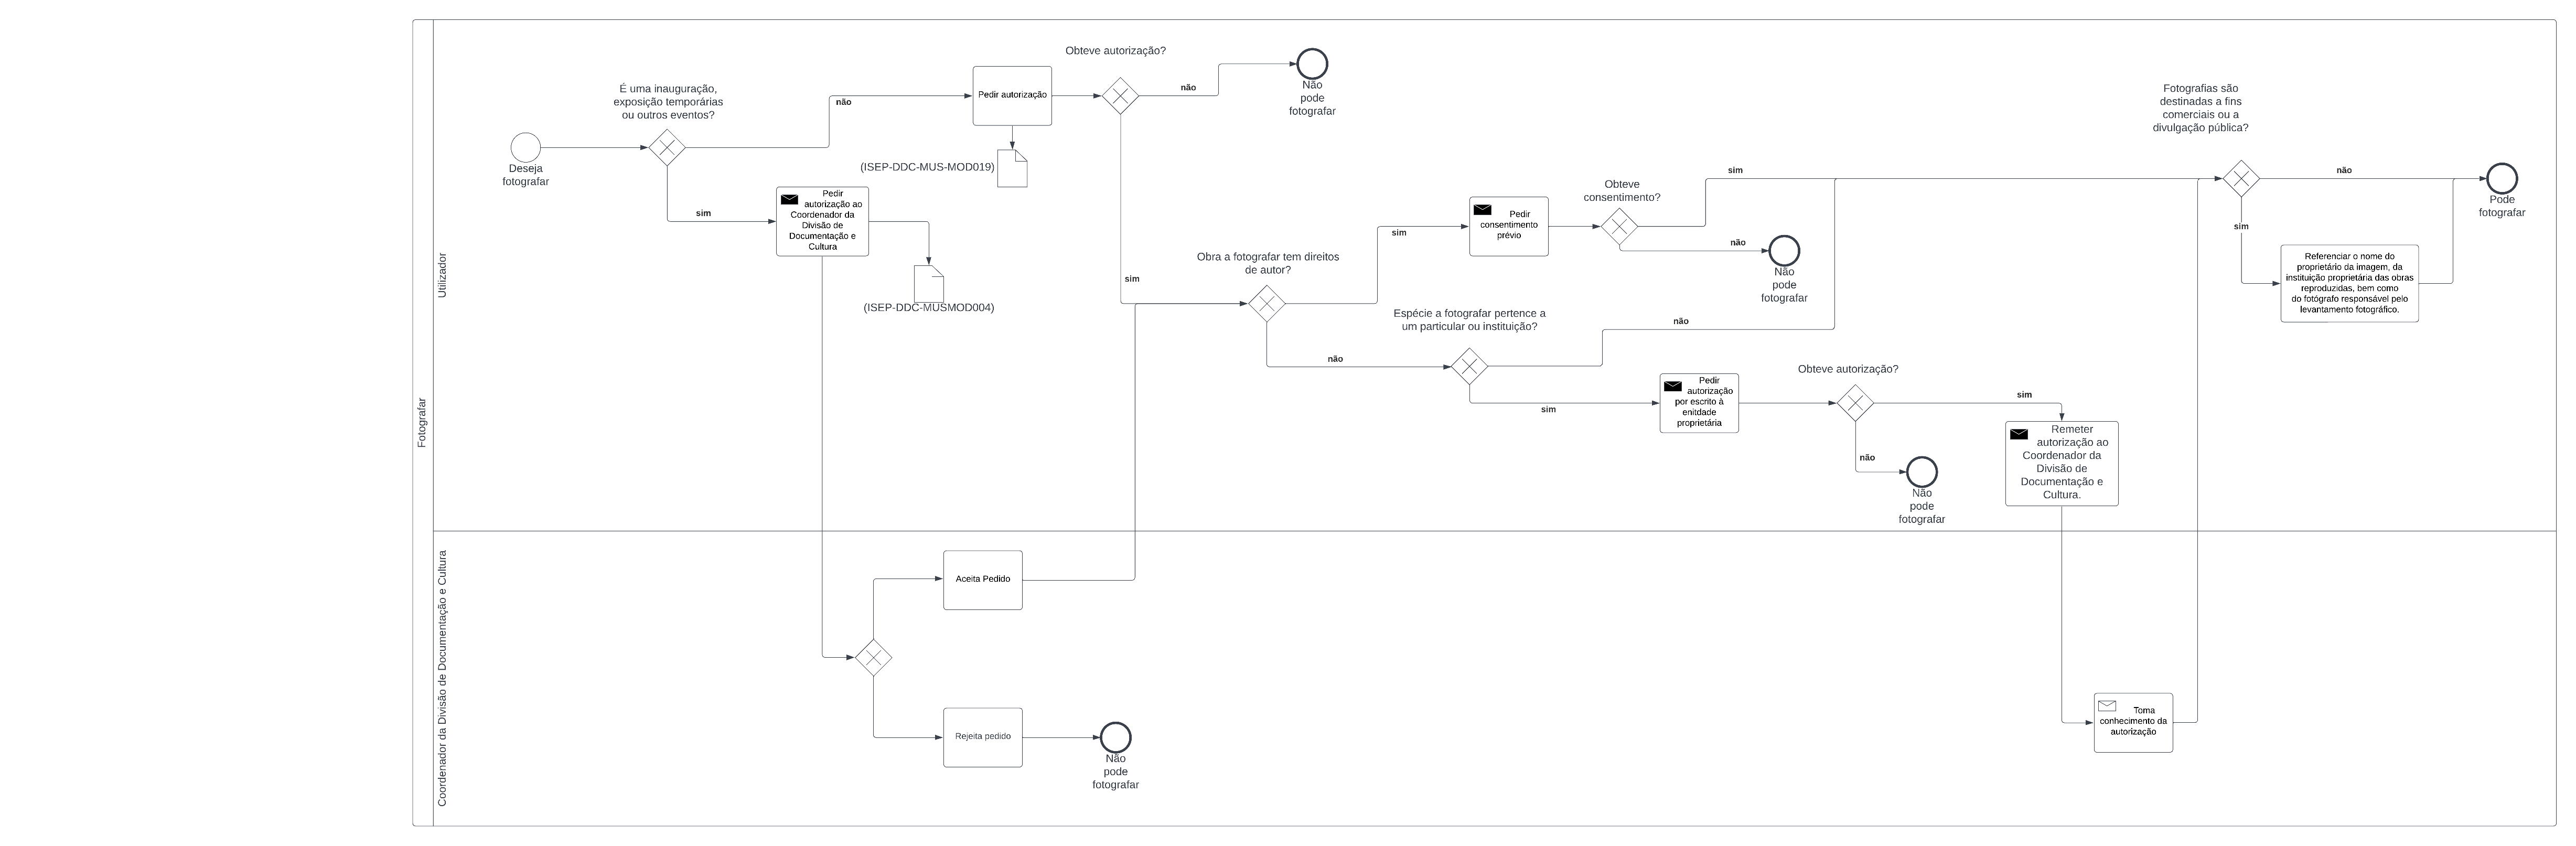 Fotografar
Utilizador
Coordenador da Divisão de Documentação e Cultura
Deseja
fotografar
É uma inauguração,
exposição temporárias
ou outros eventos?
não
sim
Pedir autorização
(ISEP-DDC-MUS-MOD019)
Pedir
autorização ao
Coordenador da
Divisão de
Documentação e
Cultura
(ISEP-DDC-MUSMOD004)
Obteve autorização?
não
Não
pode
fotografar
sim
Obra a fotografar tem direitos
de autor?
sim
não
Pedir
consentimento
prévio
Obteve
consentimento?
sim
não
Não
pode
fotografar
Espécie a fotografar pertence a
um particular ou instituição?
não
sim
Pedir
autorização
por escrito à
enitdade
proprietária
Obteve autorização?
sim
não
Não
pode
fotografar
Remeter
autorização ao
Coordenador da
Divisão de
Documentação e
Cultura.
Fotografias são
destinadas a fins
comerciais ou a
divulgação pública?
não
sim
Referenciar o nome do
proprietário da imagem, da
instituição proprietária das obras
reproduzidas, bem como
do fotógrafo responsável pelo
levantamento fotográfico.
Pode
fotografar
Aceita Pedido
Rejeita pedido
Não
pode
fotografar
Toma
conhecimento da
autorização